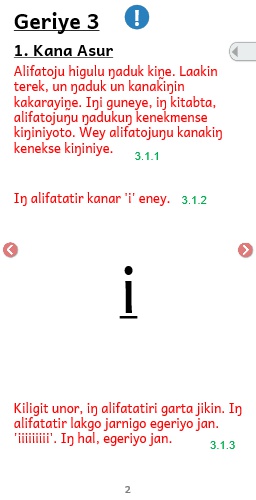 Geriye 3
!
1. Kana Asur
Alifatoju higulu ŋaduk kiŋe. Laakin
terek, un ŋaduk un kanakiŋin
kakarayiŋe. Iŋi guneye, iŋ kitabta,
alifatojuŋu ŋadukuŋ kenekmense
kiŋiniyoto. Wey alifatojuŋu kanakiŋ
kenekse kiŋiniye.
3.1.1
Iŋ alifatatir kanar 'i' eney. 3.1.2
i
Kiligit unor, iŋ alifatatiri garta jikin. Iŋ
alifatatir lakgo jarnigo egeriyo jan.
'iiiiiiiii'. Iŋ hal, egeriyo jan.
3.1.3
2